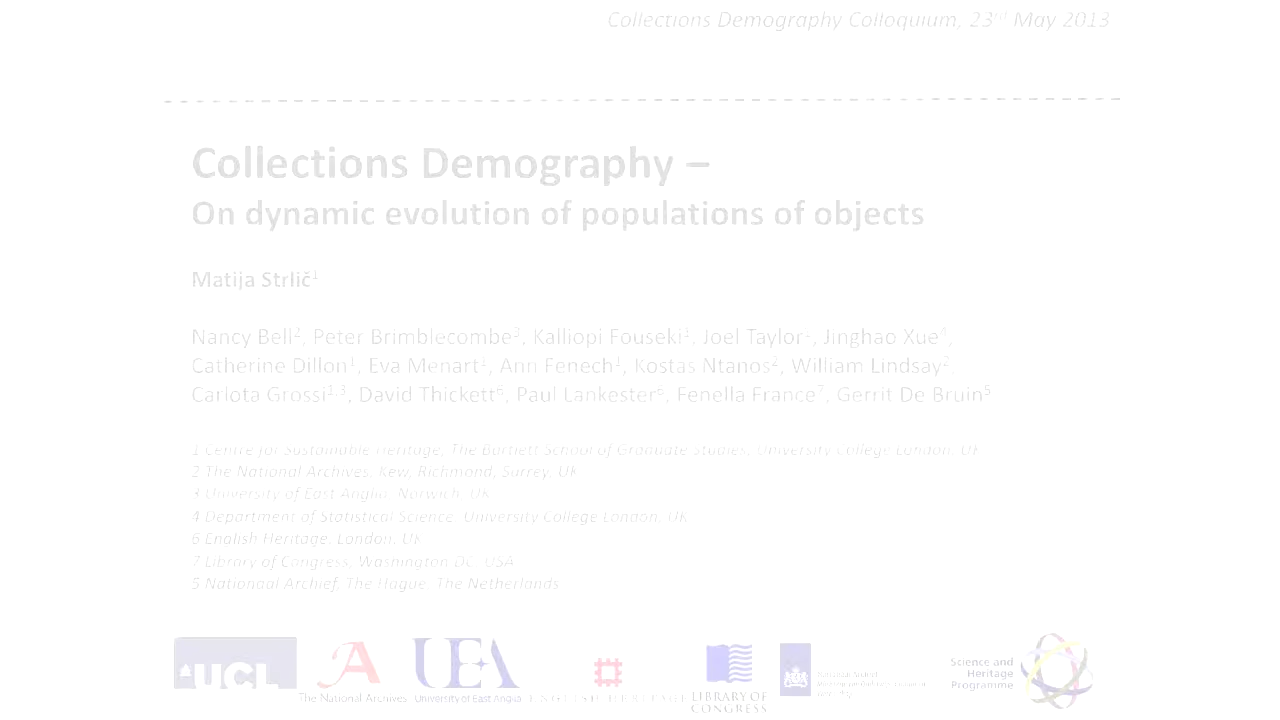 Collections Demography Colloquium, 23rd May 2013
Collections Demography –
On dynamic evolution of populations of objects
Matija Strlič1
Nancy Bell2, Peter Brimblecombe3, Kalliopi Fouseki1, Joel Taylor1, Jinghao Xue4,
Catherine Dillon1, Eva Menart1, Ann Fenech1, Kostas Ntanos2, William Lindsay2,
Carlota Grossi1,3, David Thickett6, Paul Lankester6, Fenella France7, Gerrit De Bruin5
1 Centre for Sustainable Heritage, The Bartlett School of Graduate Studies, University College London, UK
2 The National Archives, Kew, Richmond, Surrey, UK
3 University of East Anglia, Norwich, UK
4 Department of Statistical Science, University College London, UK
6 English Heritage, London, UK
7 Library of Congress, Washington DC, USA
5 Nationaal Archief, The Hague, The Netherlands
UCL
A
The National Archives
UEA
University of East Anglia
ENGLISH HERITAGE
LIBRARY OF
CONGRESS
Nationaal Archief
Science and
Heritage
Programme